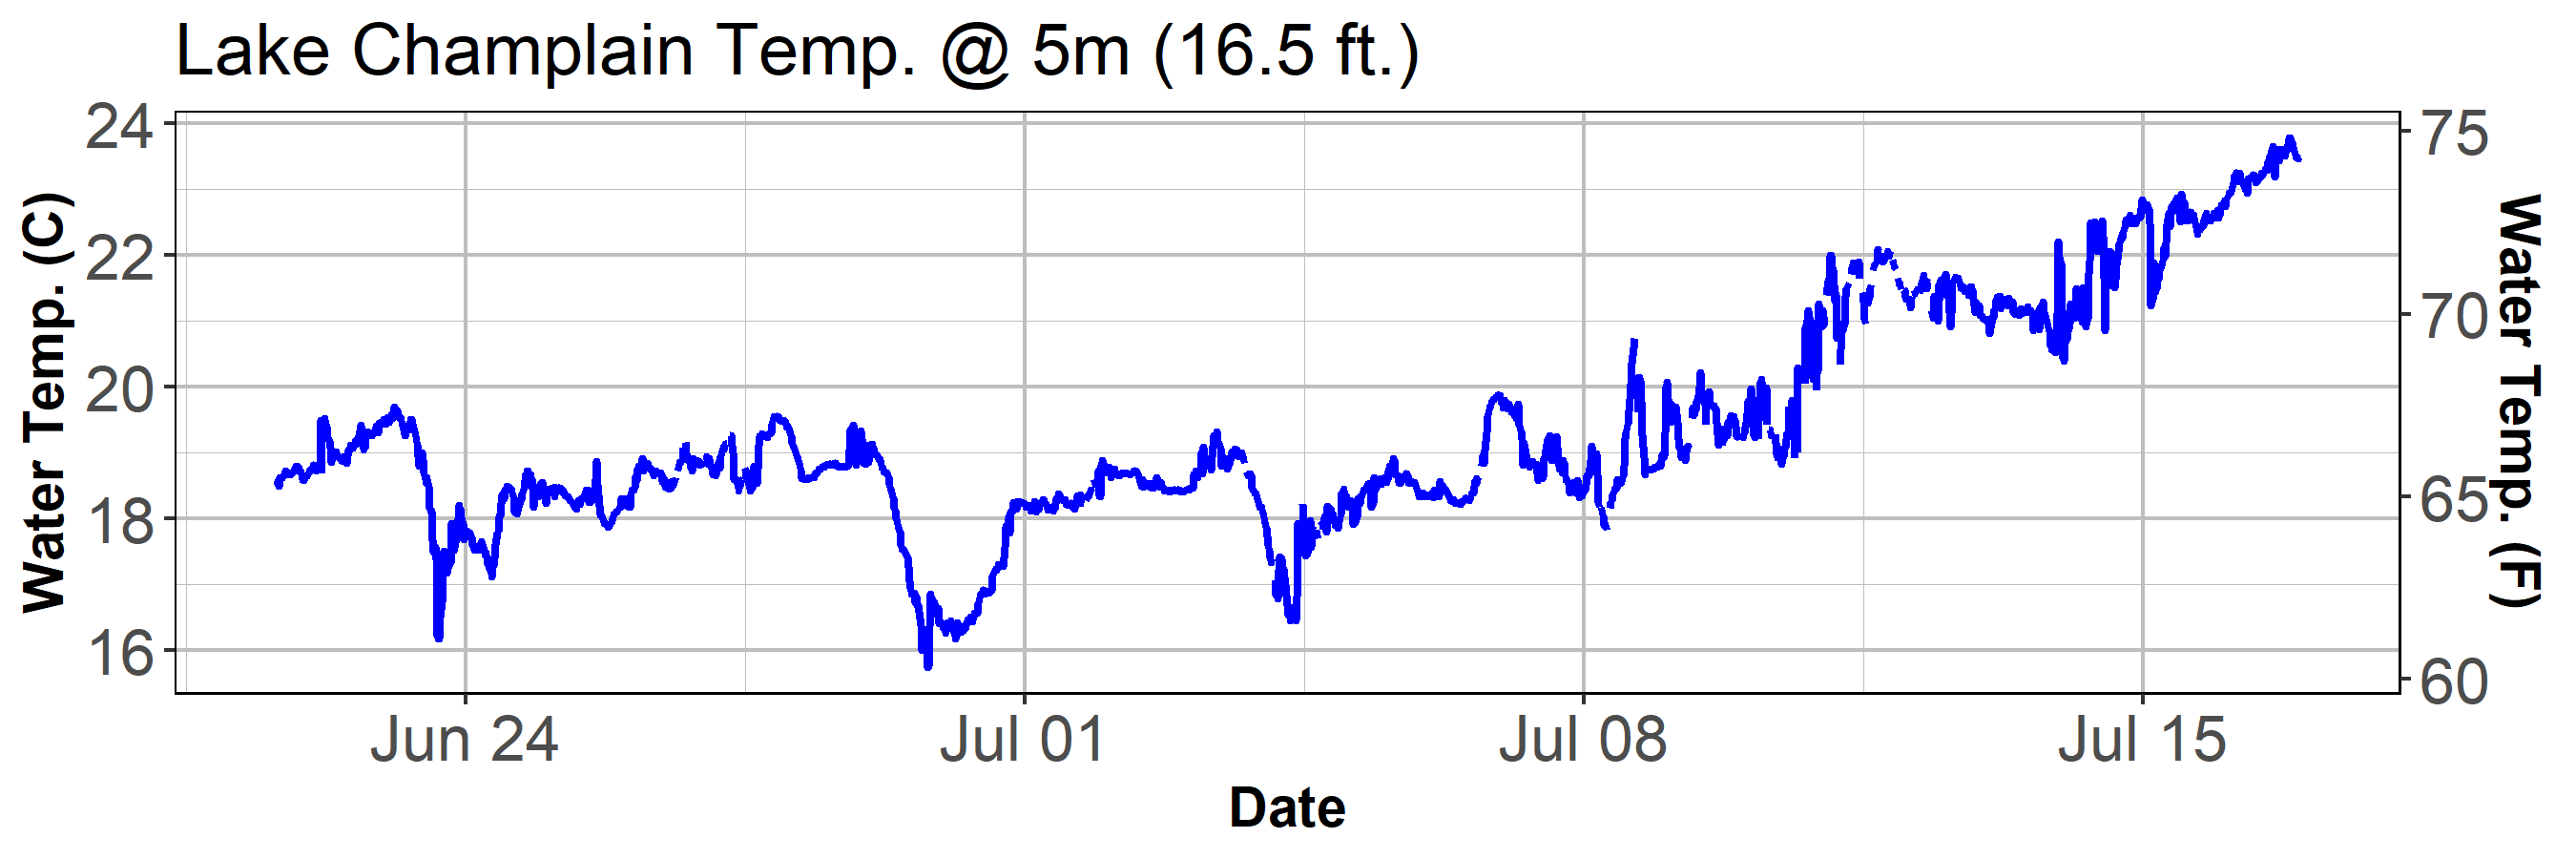 Lake Champlain Temp. @ 5m (16.5 ft.)
Water Temp. (C)
24
22
20
18
16
75
70
65
60
Water Temp. (F)
Jun 24
Jul 01
Jul 08
Jul 15
Date